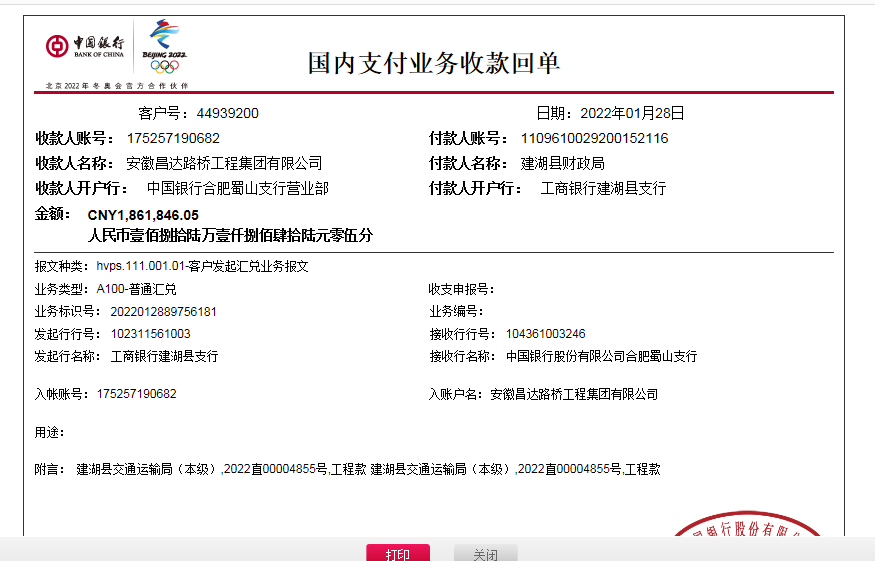 中国银行
BANK OF CHINA
BEIJING 2022
北京2022年冬奥会官方合作伙伴
国内支付业务收款回单
客户号：44939200 日期：2022年01月28日
收款人账号： 175257190682 付款人账号： 1109610029200152116
收款人名称： 安徽昌达路桥工程集团有限公司 付款人名称： 建湖县财政局
收款人开户行： 中国银行合肥蜀山支行营业部 付款人开户行： 工商银行建湖县支行
金额： CNY1,861,846.05
人民币壹佰捌拾陆万壹仟捌佰肆拾陆元零伍分
报文种类： hvps.111.001.01-客户发起汇兑业务报文
业务类型： A100-普通汇兑 收支申报号：
业务标识号： 2022012889756181 业务编号：
发起行行号： 102311561003 接收行行号： 104361003246
发起行名称： 工商银行建湖县支行 接收行名称： 中国银行股份有限公司合肥蜀山支行
入帐账号：175257190682 入账户名：安徽昌达路桥工程集团有限公司
用途：
附言： 建湖县交通运输局（本级）,2022直00004855号,工程款 建湖县交通运输局（本级）,2022直00004855号,工程款
银行股份有限
打印 关闭